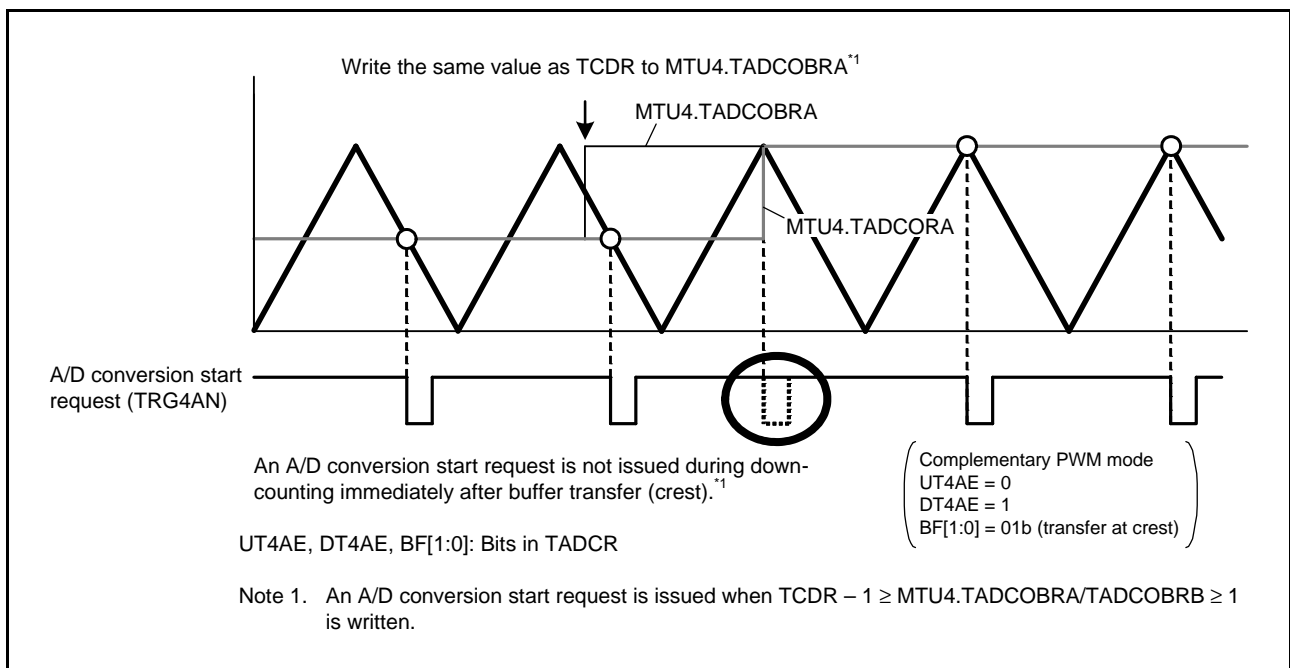 Write the same value as TCDR to MTU4.TADCOBRA*1
MTU4.TADCOBRA
MTU4.TADCORA
A/D conversion start
request (TRG4AN)
An A/D conversion start request is not issued during down-
counting immediately after buffer transfer (crest).*1
Complementary PWM mode
UT4AE = 0
DT4AE = 1
BF[1:0] = 01b (transfer at crest)
UT4AE, DT4AE, BF[1:0]: Bits in TADCR
Note 1. An A/D conversion start request is issued when TCDR – 1 ≥ MTU4.TADCOBRA/TADCOBRB ≥ 1
is written.